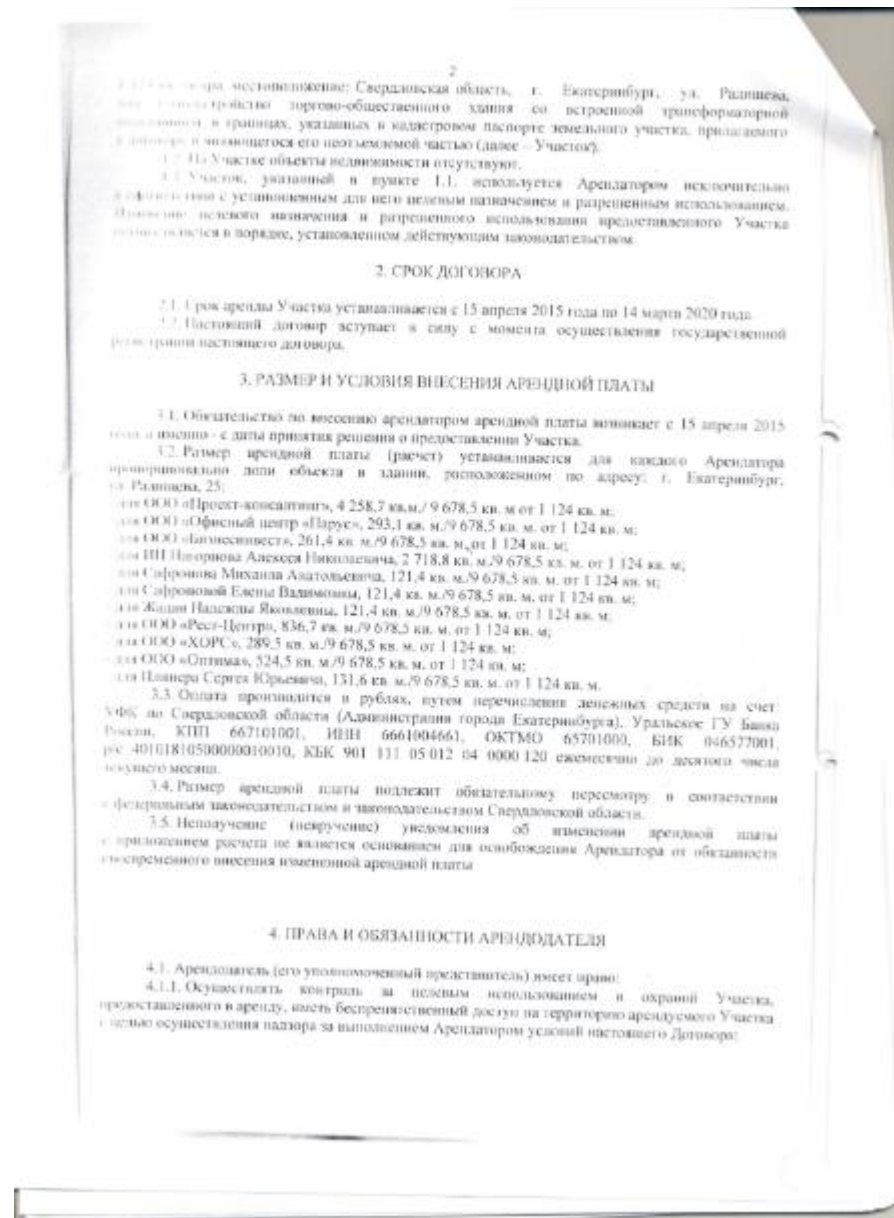 2
местоположение: Свердловская область, г. Екатеринбург, ул. Радищева,
торгово-общественного здания со встроенной трансформаторной
в границах, указанных в кадастровом паспорте земельного участка, прилагаемого
и являющегося его неотъемлемой частью (далее – Участок).
1.2. На Участке объекты недвижимости отсутствуют.
1.3. Участок, указанный в пункте 1.1. используется Арендатором исключительно
в соответствии с установленным для него целевым назначением и разрешенным использованием.
Изменение целевого назначения и разрешенного использования предоставленного Участка
осуществляется в порядке, установленном действующим законодательством.
2. СРОК ДОГОВОРА
2.1. Срок аренды Участка устанавливается с 15 апреля 2015 года по 14 марта 2020 года.
2.2. Настоящий договор вступает в силу с момента осуществления государственной
регистрации настоящего договора.
3. РАЗМЕР И УСЛОВИЯ ВНЕСЕНИЯ АРЕНДНОЙ ПЛАТЫ
3.1. Обязательство по внесению арендатором арендной платы возникает с 15 апреля 2015
года, а именно - с даты принятия решения о предоставлении Участка.
3.2. Размер арендной платы (расчет) устанавливается для каждого Арендатора
пропорционально доли объекта в здании, расположенном по адресу: г. Екатеринбург,
ул. Радищева, 25:
- для ООО «Проект-консалтинг», 4 258,7 кв.м./ 9 678,5 кв. м от 1 124 кв. м;
- для ООО «Офисный центр «Парус», 293,1 кв. м./9 678,5 кв. м. от 1 124 кв. м;
- для ООО «Бизнесинвест», 261,4 кв. м./9 678,5 кв. м. от 1 124 кв. м;
- для ИП Нагорнова Алексея Николаевича, 2 718,8 кв. м./9 678,5 кв. м. от 1 124 кв. м;
- для Сафронова Михаила Анатольевича, 121,4 кв. м./9 678,5 кв. м. от 1 124 кв. м;
- для Сафроновой Елены Вадимовны, 121,4 кв. м./9 678,5 кв. м. от 1 124 кв. м;
- для Надежды Яковлевны, 121,4 кв. м./9 678,5 кв. м. от 1 124 кв. м;
- для ООО «Рест-Центр», 836,7 кв. м./9 678,5 кв. м. от 1 124 кв. м;
- для ООО «ХОРС», 289,5 кв. м./9 678,5 кв. м. от 1 124 кв. м;
- для ООО «Оптима», 524,5 кв. м./9 678,5 кв. м. от 1 124 кв. м;
- для Сергея Юрьевича, 131,6 кв. м./9 678,5 кв. м. от 1 124 кв. м.
3.3. Оплата производится в рублях, путем перечисления денежных средств на счет:
УФК по Свердловской области (Администрация города Екатеринбурга), Уральское ГУ Банка
России, КПП 667101001, ИНН 6661004661, ОКТМО 65701000, БИК 046577001,
р/с 40101810500000010010, КБК 901 111 05 012 04 0000 120 ежемесячно до десятого числа
текущего месяца.
3.4. Размер арендной платы подлежит обязательному пересмотру в соответствии
с федеральным законодательством и законодательством Свердловской области.
3.5. Неполучение (невручение) уведомления об изменении арендной платы
с приложением расчета не является основанием для освобождения Арендатора от обязанности
своевременного внесения измененной арендной платы
4. ПРАВА И ОБЯЗАННОСТИ АРЕНДОДАТЕЛЯ
4.1. Арендодатель (его уполномоченный представитель) имеет право:
4.1.1. Осуществлять контроль за целевым использованием и охраной Участка,
предоставленного в аренду, иметь беспрепятственный доступ на территорию арендуемого Участка
с целью осуществления надзора за выполнением Арендатором условий настоящего Договора;